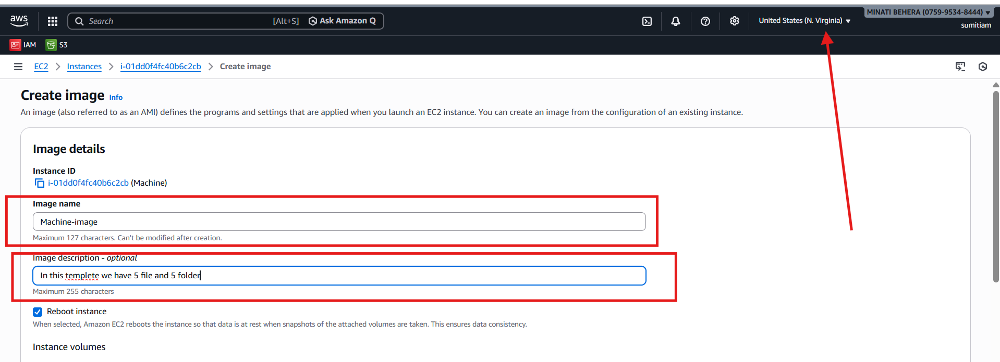 aws
Search [Alt+S] Ask Amazon Q
United States (N. Virginia)
MINATI BEHERA (0759-9534-8444)
sumitiam
IAM S3
EC2 Instances i-01dd0f4fc40b6c2cb Create image
Create image Info
An image (also referred to as an AMI) defines the programs and settings that are applied when you launch an EC2 instance. You can create an image from the configuration of an existing instance.
Image details
Instance ID
i-01dd0f4fc40b6c2cb (Machine)
Image name
Machine-image
Maximum 127 characters. Can't be modified after creation.
Image description - optional
In this templete we have 5 file and 5 folder
Maximum 255 characters
Reboot instance
When selected, Amazon EC2 reboots the instance so that data is at rest when snapshots of the attached volumes are taken. This ensures data consistency.
Instance volumes